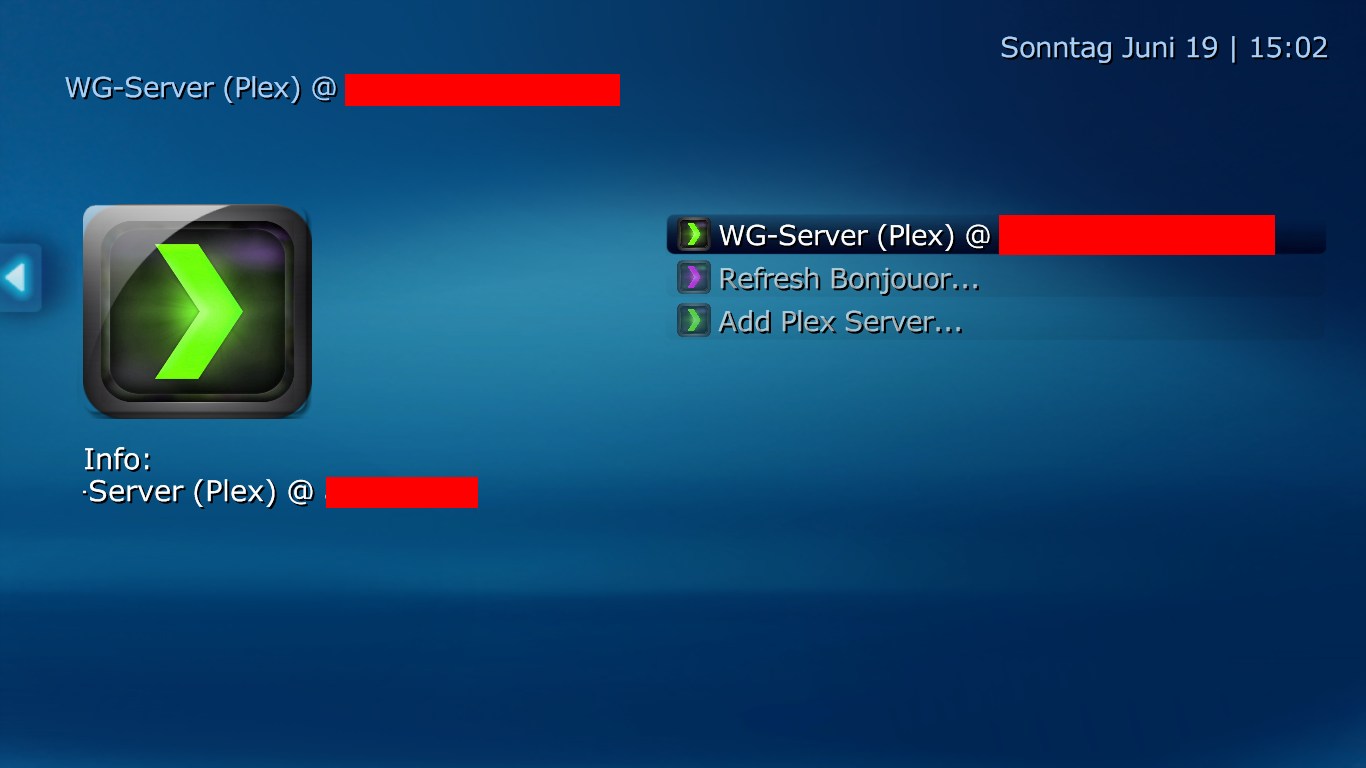 Sonntag Juni 19 | 15:02
WG-Server (Plex) @
WG-Server (Plex) @
Refresh Bonjouor...
Add Plex Server...
Info:
-Server (Plex) @